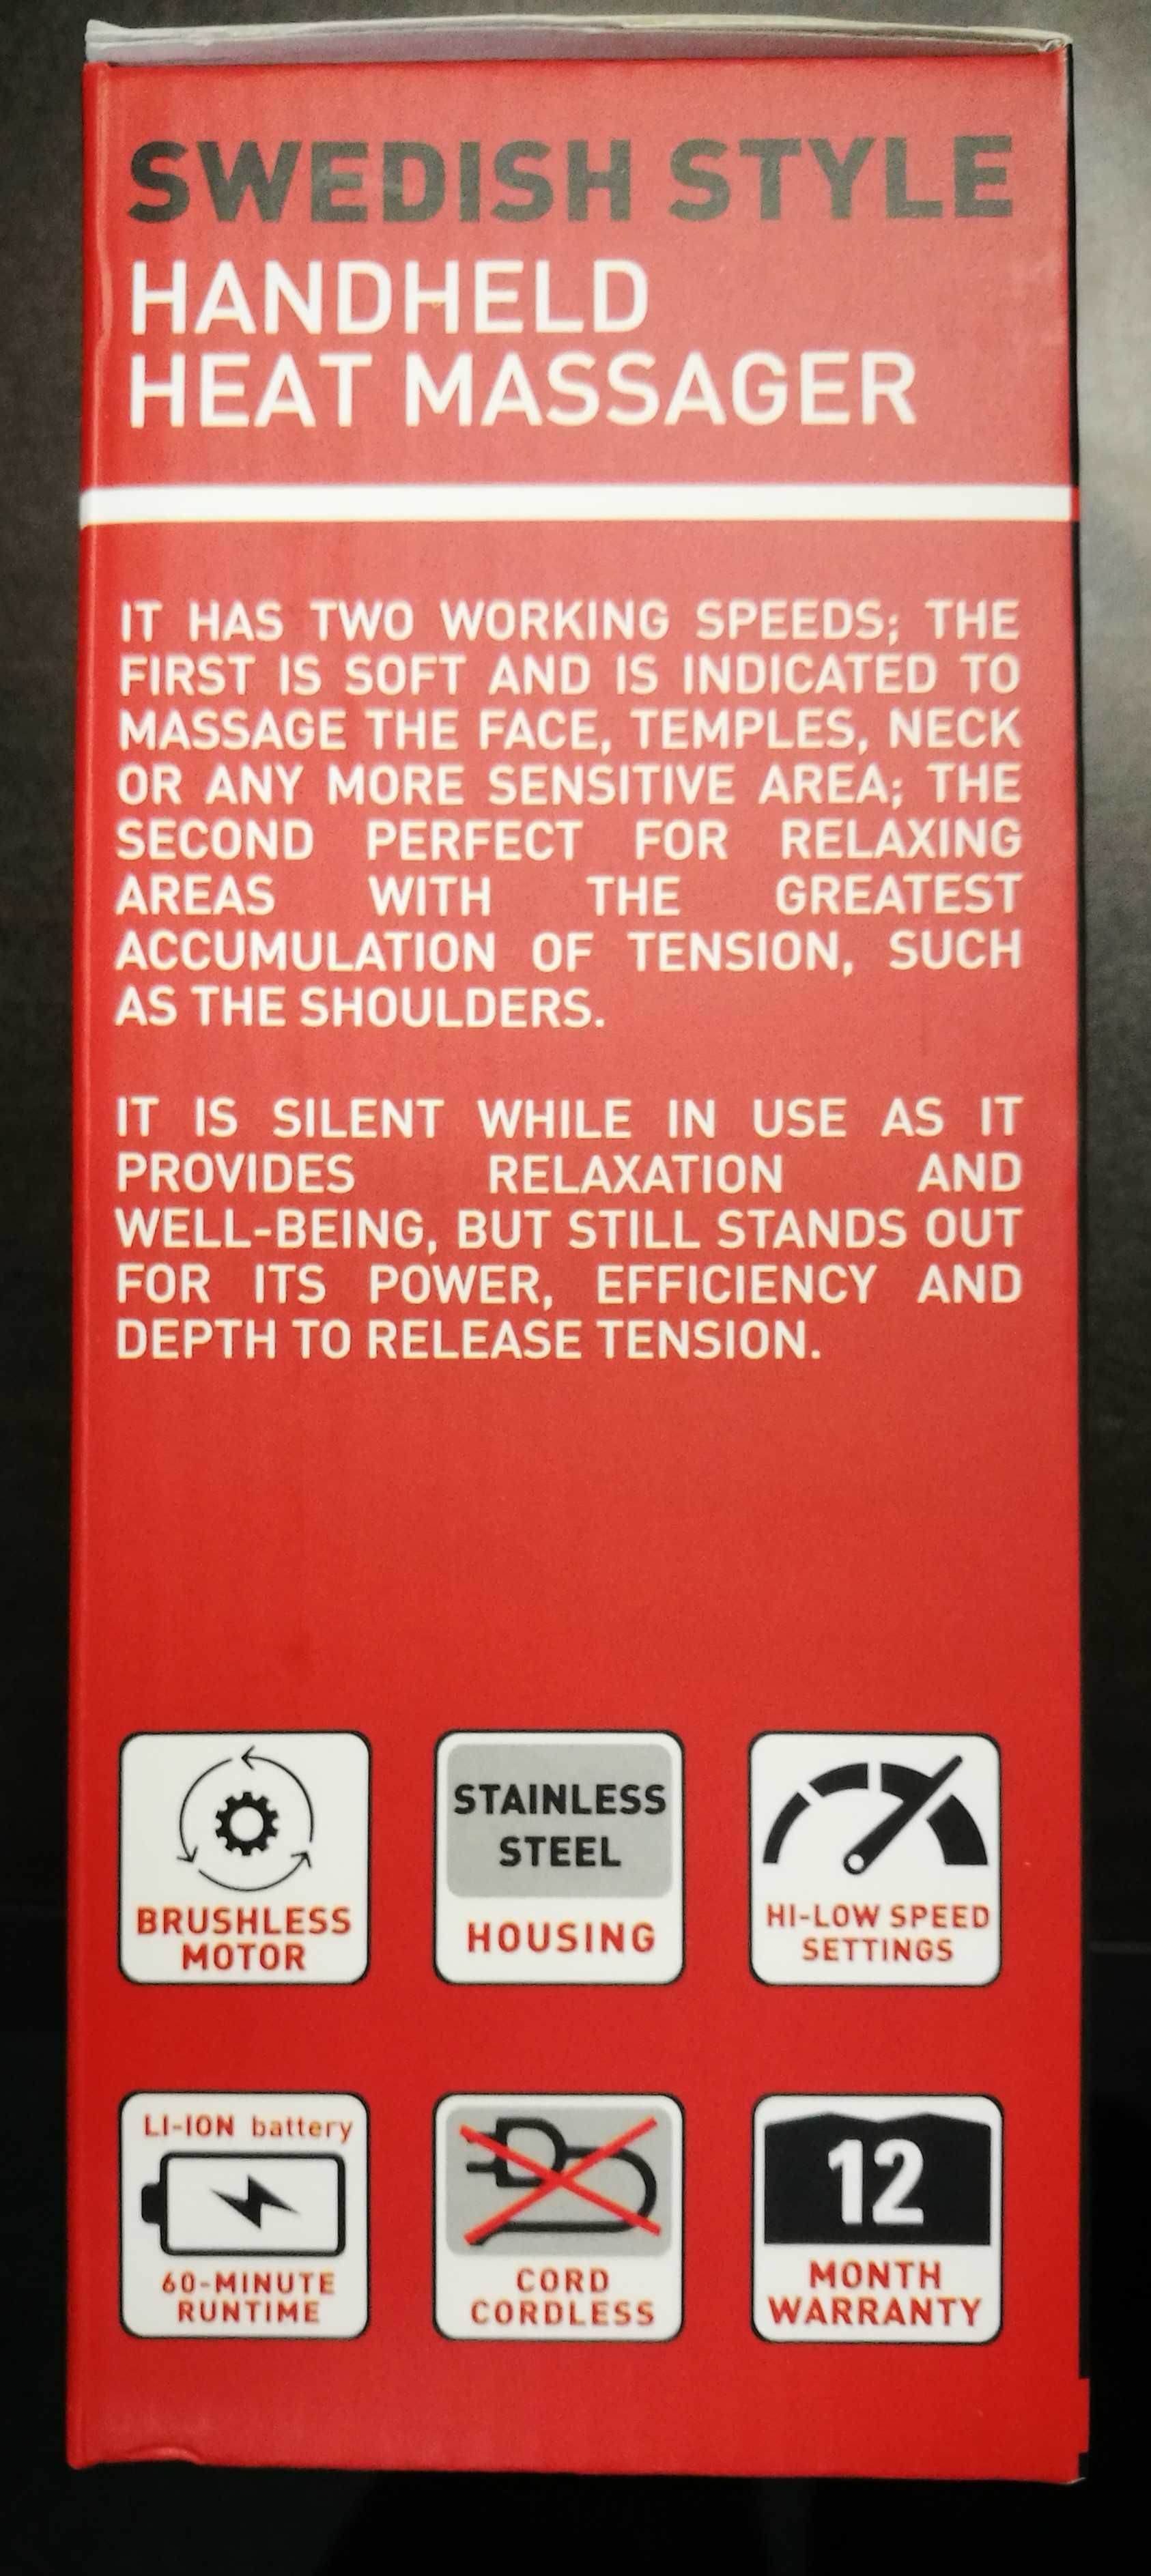 SWEDISH STYLE
HANDHELD
HEAT MASSAGER
IT HAS TWO WORKING SPEEDS; THE
FIRST IS SOFT AND IS INDICATED TO
MASSAGE THE FACE, TEMPLES, NECK
OR ANY MORE SENSITIVE AREA; THE
SECOND PERFECT FOR RELAXING
AREAS WITH THE GREATEST
ACCUMULATION OF TENSION, SUCH
AS THE SHOULDERS.
IT IS SILENT WHILE IN USE AS IT
PROVIDES RELAXATION AND
WELL-BEING, BUT STILL STANDS OUT
FOR ITS POWER, EFFICIENCY AND
DEPTH TO RELEASE TENSION.
BRUSHLESS
MOTOR
STAINLESS
STEEL
HOUSING
HI-LOW SPEED
SETTINGS
LI-ION battery
60-MINUTE
RUNTIME
CORD
CORDLESS
12
MONTH
WARRANTY